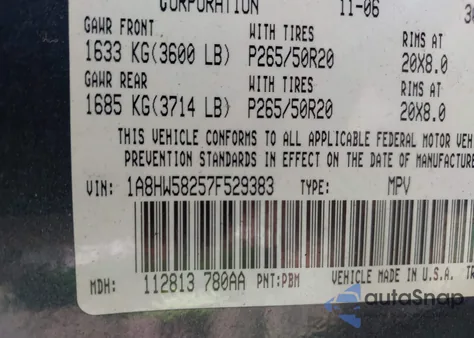 CORPORATION 11-06 30
GAWR FRONT WITH TIRES RIMS AT
1633 KG(3600 LB) P265/50R20 20X8.0
GAWR REAR WITH TIRES RIMS AT
1685 KG(3714 LB) P265/50R20 20X8.0
THIS VEHICLE CONFORMS TO ALL APPLICABLE FEDERAL MOTOR VEH
PREVENTION STANDARDS IN EFFECT ON THE DATE OF MANUFACTURE
VIN: 1A8HW58257F529383 TYPE: MPV
MDH: 112813 780AA PNT:PBM VEHICLE MADE IN U.S.A. TR
autoSnap